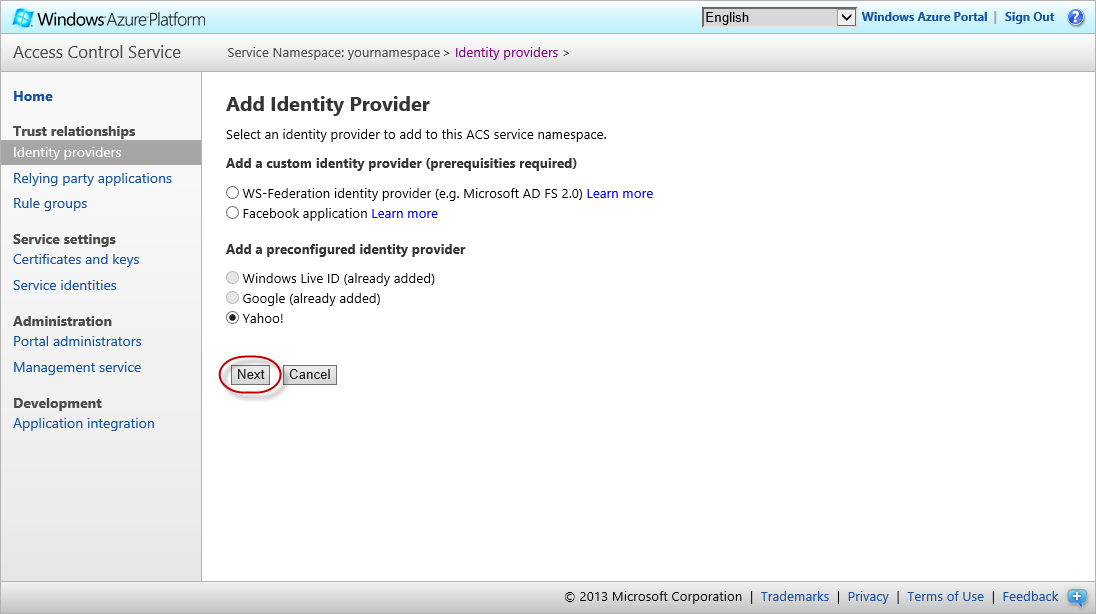 Windows Azure Platform English Windows Azure Portal | Sign Out ?
Access Control Service Service Namespace: yournamespace > Identity providers >
Home
Trust relationships
Identity providers
Relying party applications
Rule groups
Service settings
Certificates and keys
Service identities
Administration
Portal administrators
Management service
Development
Application integration
Add Identity Provider
Select an identity provider to add to this ACS service namespace.
Add a custom identity provider (prerequisities required)
WS-Federation identity provider (e.g. Microsoft AD FS 2.0) Learn more
Facebook application Learn more
Add a preconfigured identity provider
Windows Live ID (already added)
Google (already added)
Yahoo!
Next Cancel
© 2013 Microsoft Corporation | Trademarks | Privacy | Terms of Use | Feedback